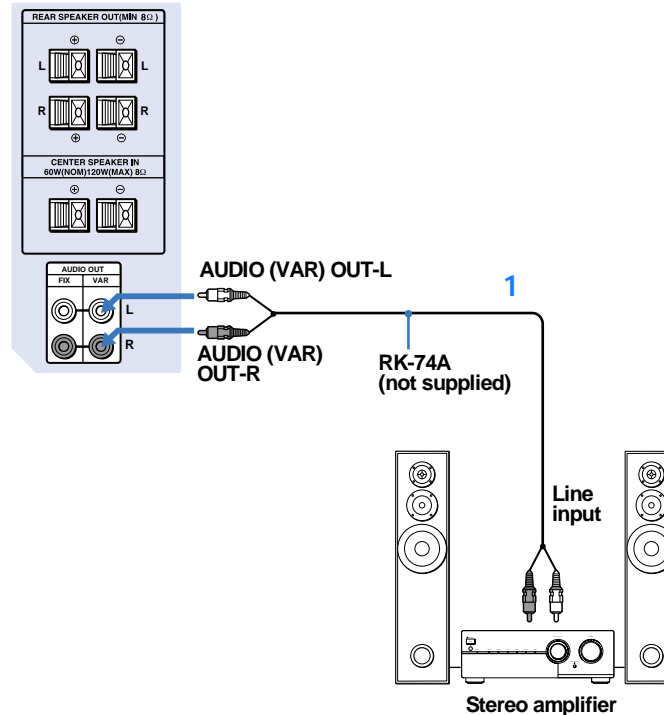 REAR SPEAKER OUT(MIN 8Ω)
⊕ ⊖
L L
R R
⊕ ⊖
CENTER SPEAKER IN
60W(NOM)120W(MAX) 8Ω
⊕ ⊖
AUDIO OUT
FIX VAR
L
R
AUDIO (VAR) OUT-L
AUDIO (VAR)
OUT-R
1
RK-74A
(not supplied)
Line
input
Stereo amplifier